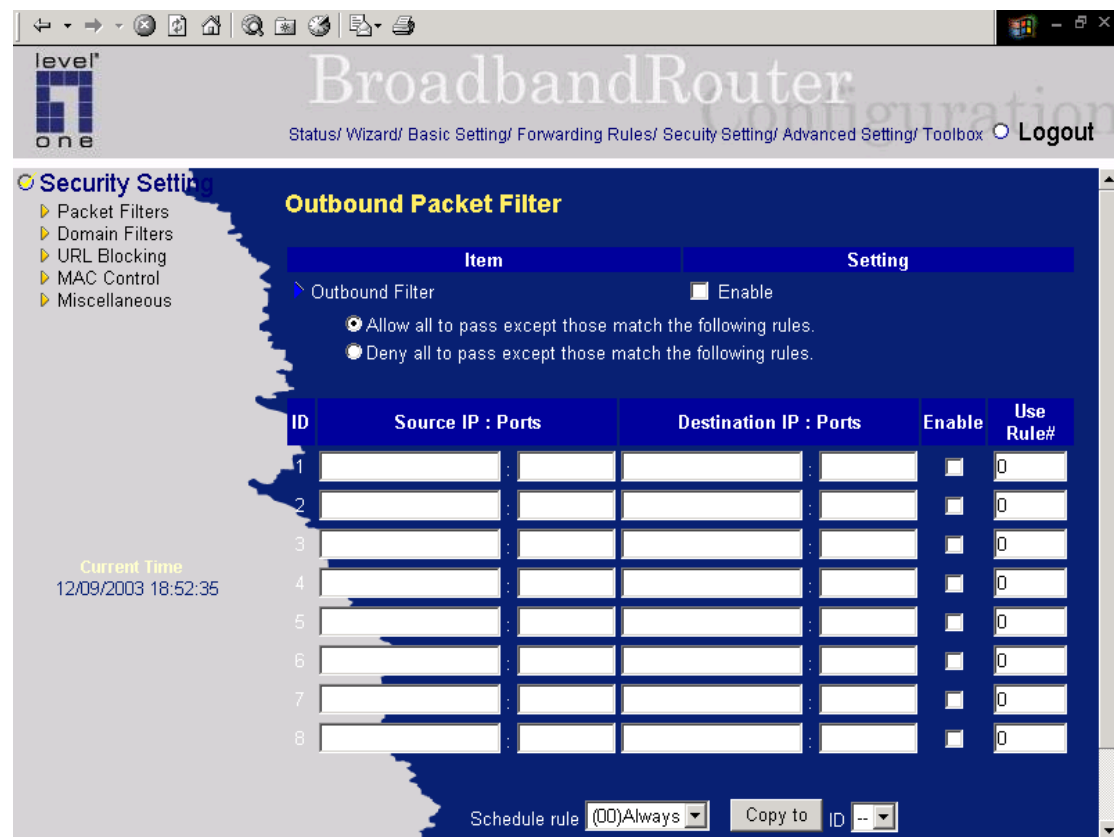 level
one
BroadbandRouter
Configuration
Status/ Wizard/ Basic Setting/ Forwarding Rules/ Secuity Setting/ Advanced Setting/ Toolbox Logout
Security Setting
Packet Filters
Domain Filters
URL Blocking
MAC Control
Miscellaneous
Current Time
12/09/2003 18:52:35
Outbound Packet Filter
Item Setting
Outbound Filter Enable
Allow all to pass except those match the following rules.
Deny all to pass except those match the following rules.
ID Source IP : Ports Destination IP : Ports Enable Use Rule#
1 : : 0
2 : : 0
3 : : 0
4 : : 0
5 : : 0
6 : : 0
7 : : 0
8 : : 0
Schedule rule (00)Always Copy to ID --